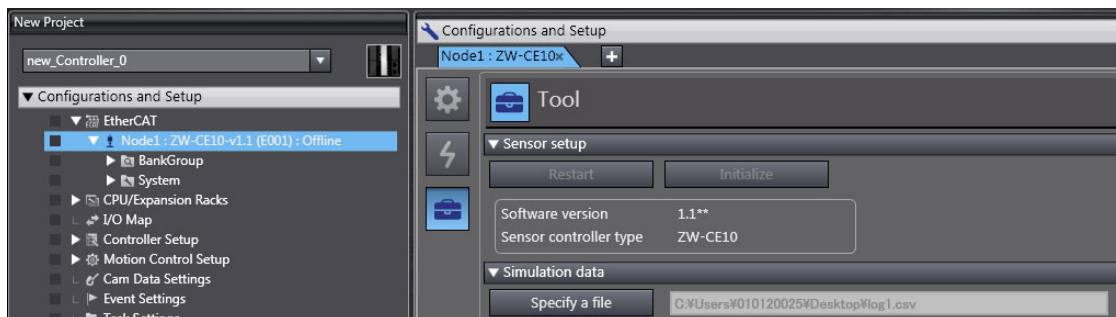 New Project
new_Controller_0
▼ Configurations and Setup
▼ EtherCAT
▼ Node1 : ZW-CE10-v1.1 (E001) : Offline
▶ BankGroup
▶ System
▶ CPU/Expansion Racks
I/O Map
▶ Controller Setup
▶ Motion Control Setup
Cam Data Settings
▶ Event Settings
Task Settings
Configurations and Setup
Node1 : ZW-CE10× +
Tool
▼ Sensor setup
Restart Initialize
Software version 1.1**
Sensor controller type ZW-CE10
▼ Simulation data
Specify a file C:¥Users¥010120025¥Desktop¥log1.csv